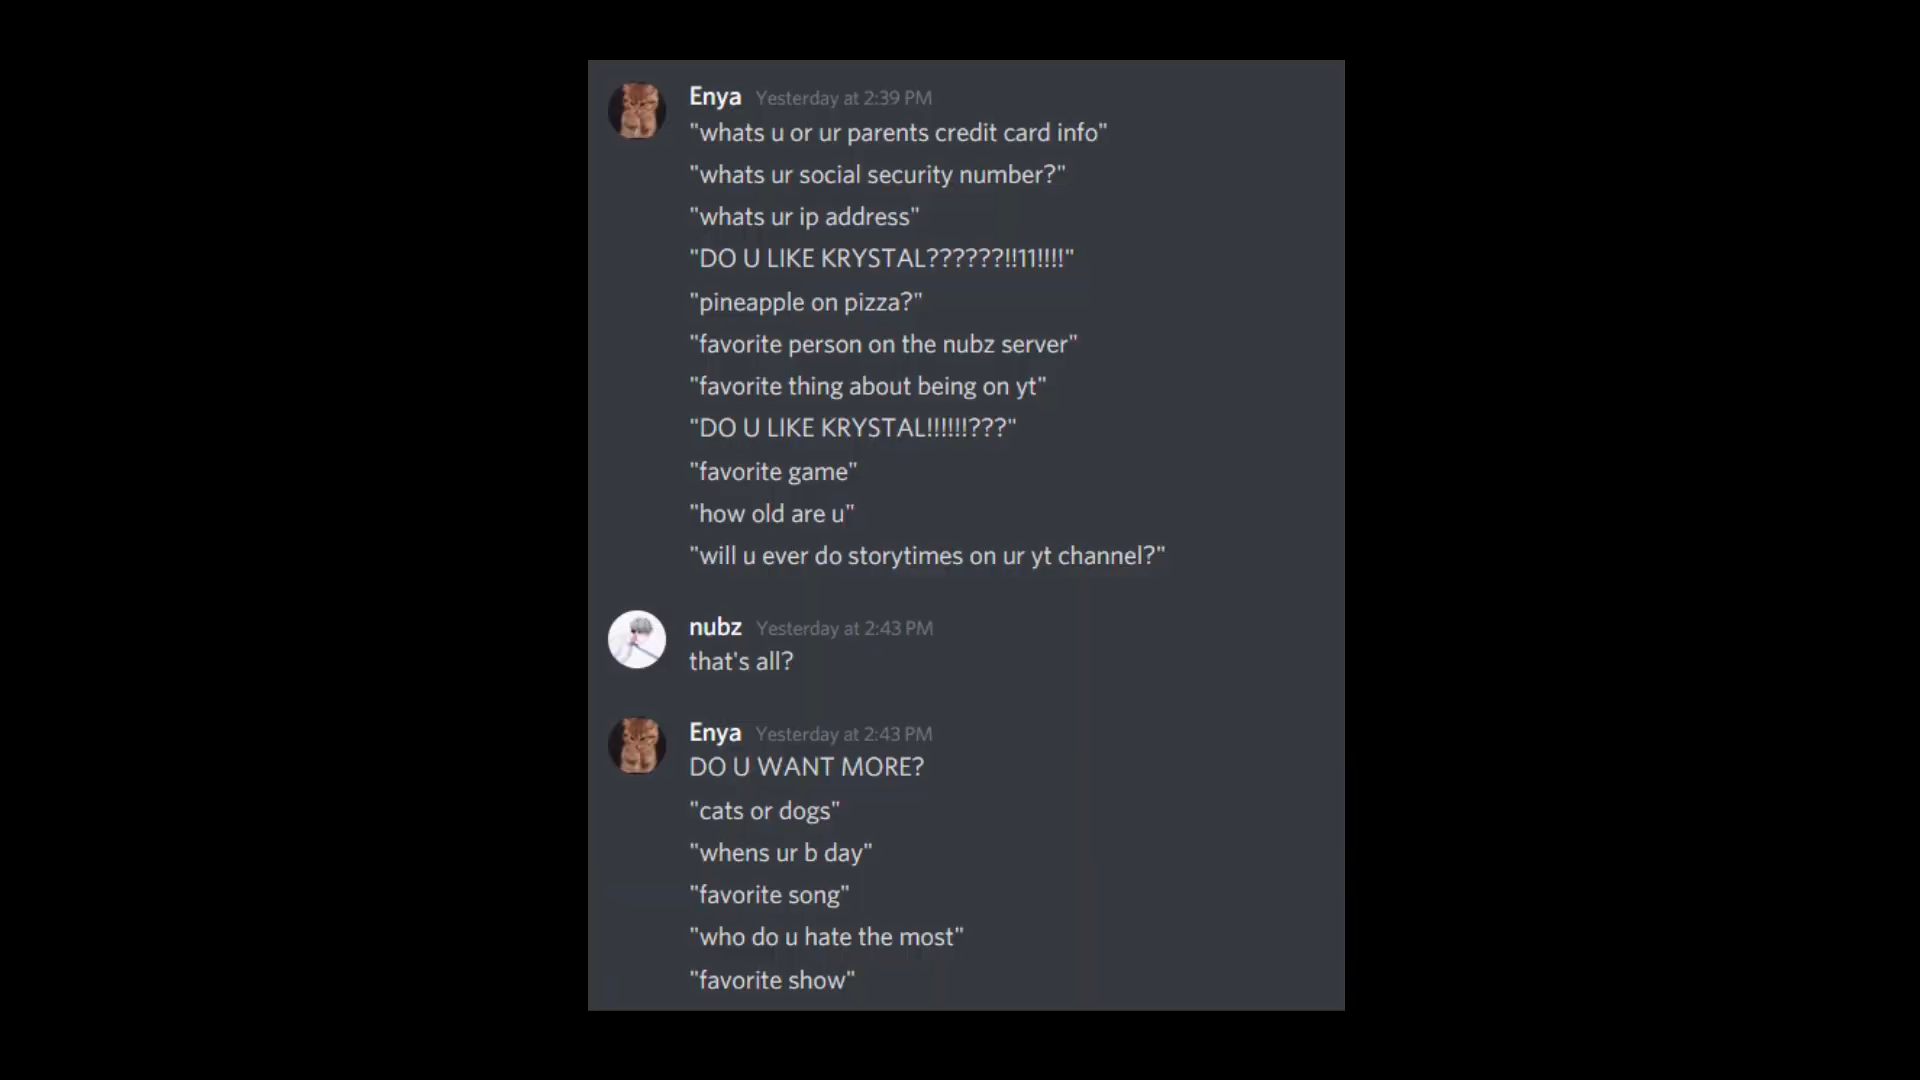 Enya Yesterday at 2:39 PM
"whats u or ur parents credit card info"
"whats ur social security number?"
"whats ur ip address"
"DO U LIKE KRYSTAL??????!!11!!!!"
"pineapple on pizza?"
"favorite person on the nubz server"
"favorite thing about being on yt"
"DO U LIKE KRYSTAL!!!!!!???"
"favorite game"
"how old are u"
"will u ever do storytimes on ur yt channel?"
nubz Yesterday at 2:43 PM
that's all?
Enya Yesterday at 2:43 PM
DO U WANT MORE?
"cats or dogs"
"whens ur b day"
"favorite song"
"who do u hate the most"
"favorite show"